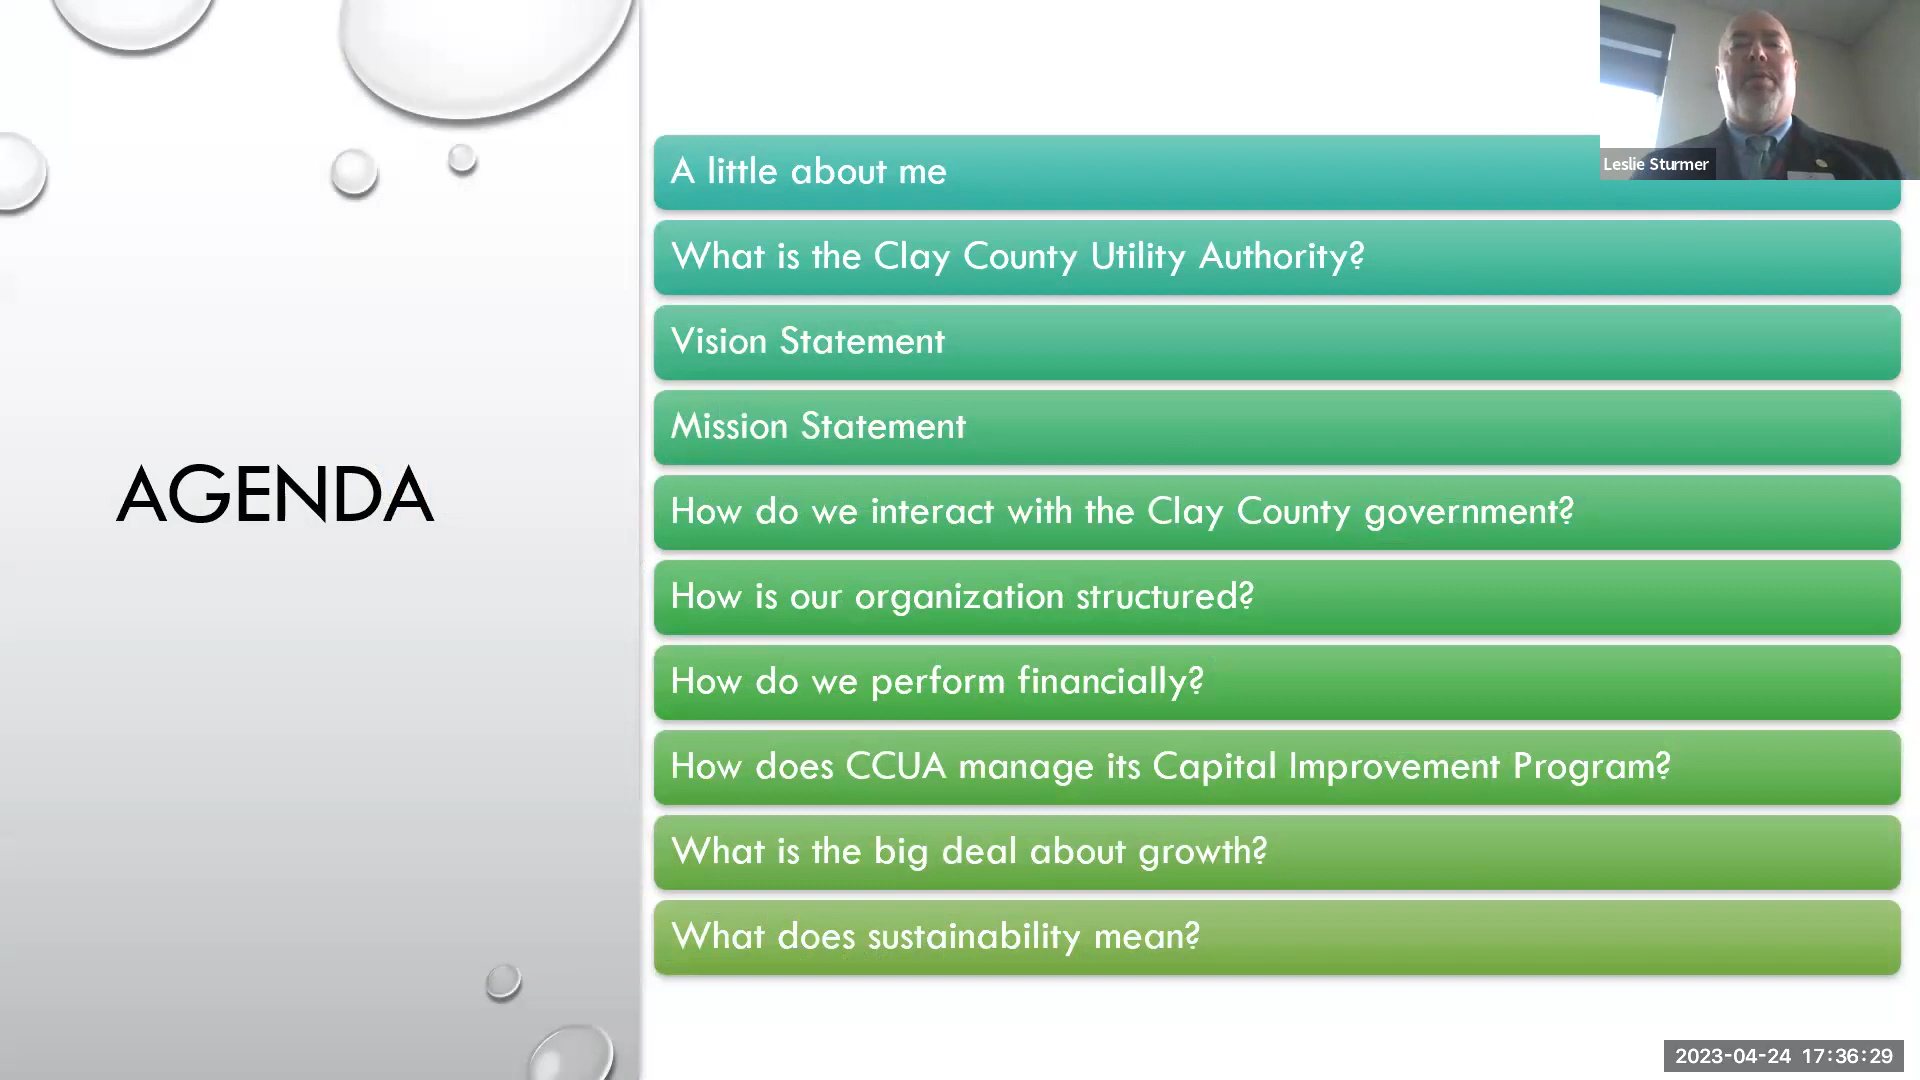 AGENDA
A little about me
What is the Clay County Utility Authority?
Vision Statement
Mission Statement
How do we interact with the Clay County government?
How is our organization structured?
How do we perform financially?
How does CCUA manage its Capital Improvement Program?
What is the big deal about growth?
What does sustainability mean?
Leslie Sturmer
2023-04-24 17:36:29